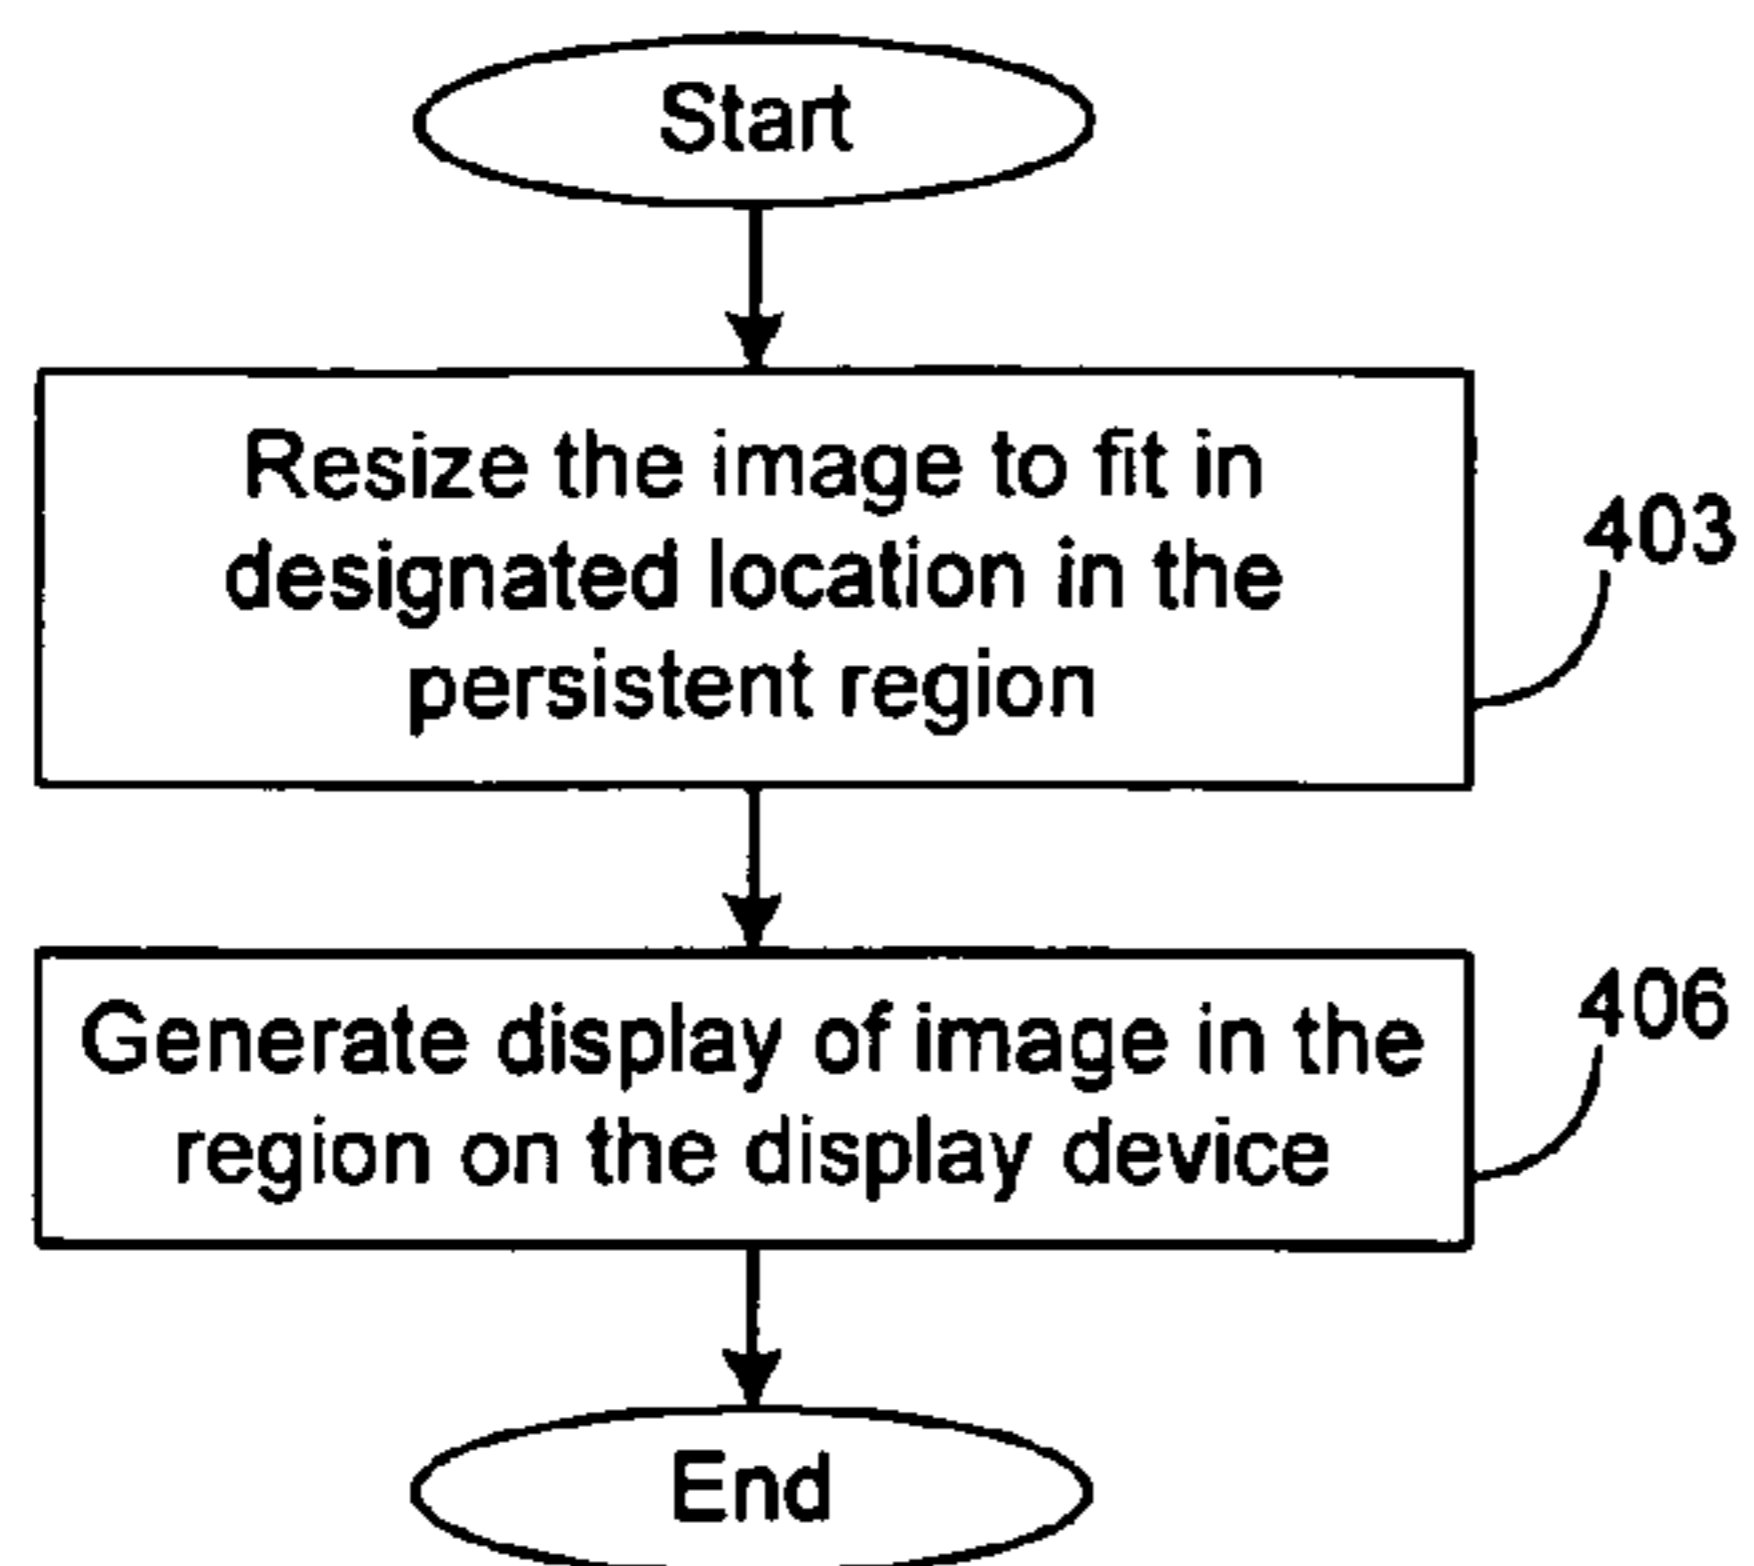 Start
Resize the image to fit in
designated location in the
persistent region
403
Generate display of image in the
region on the display device
406
End